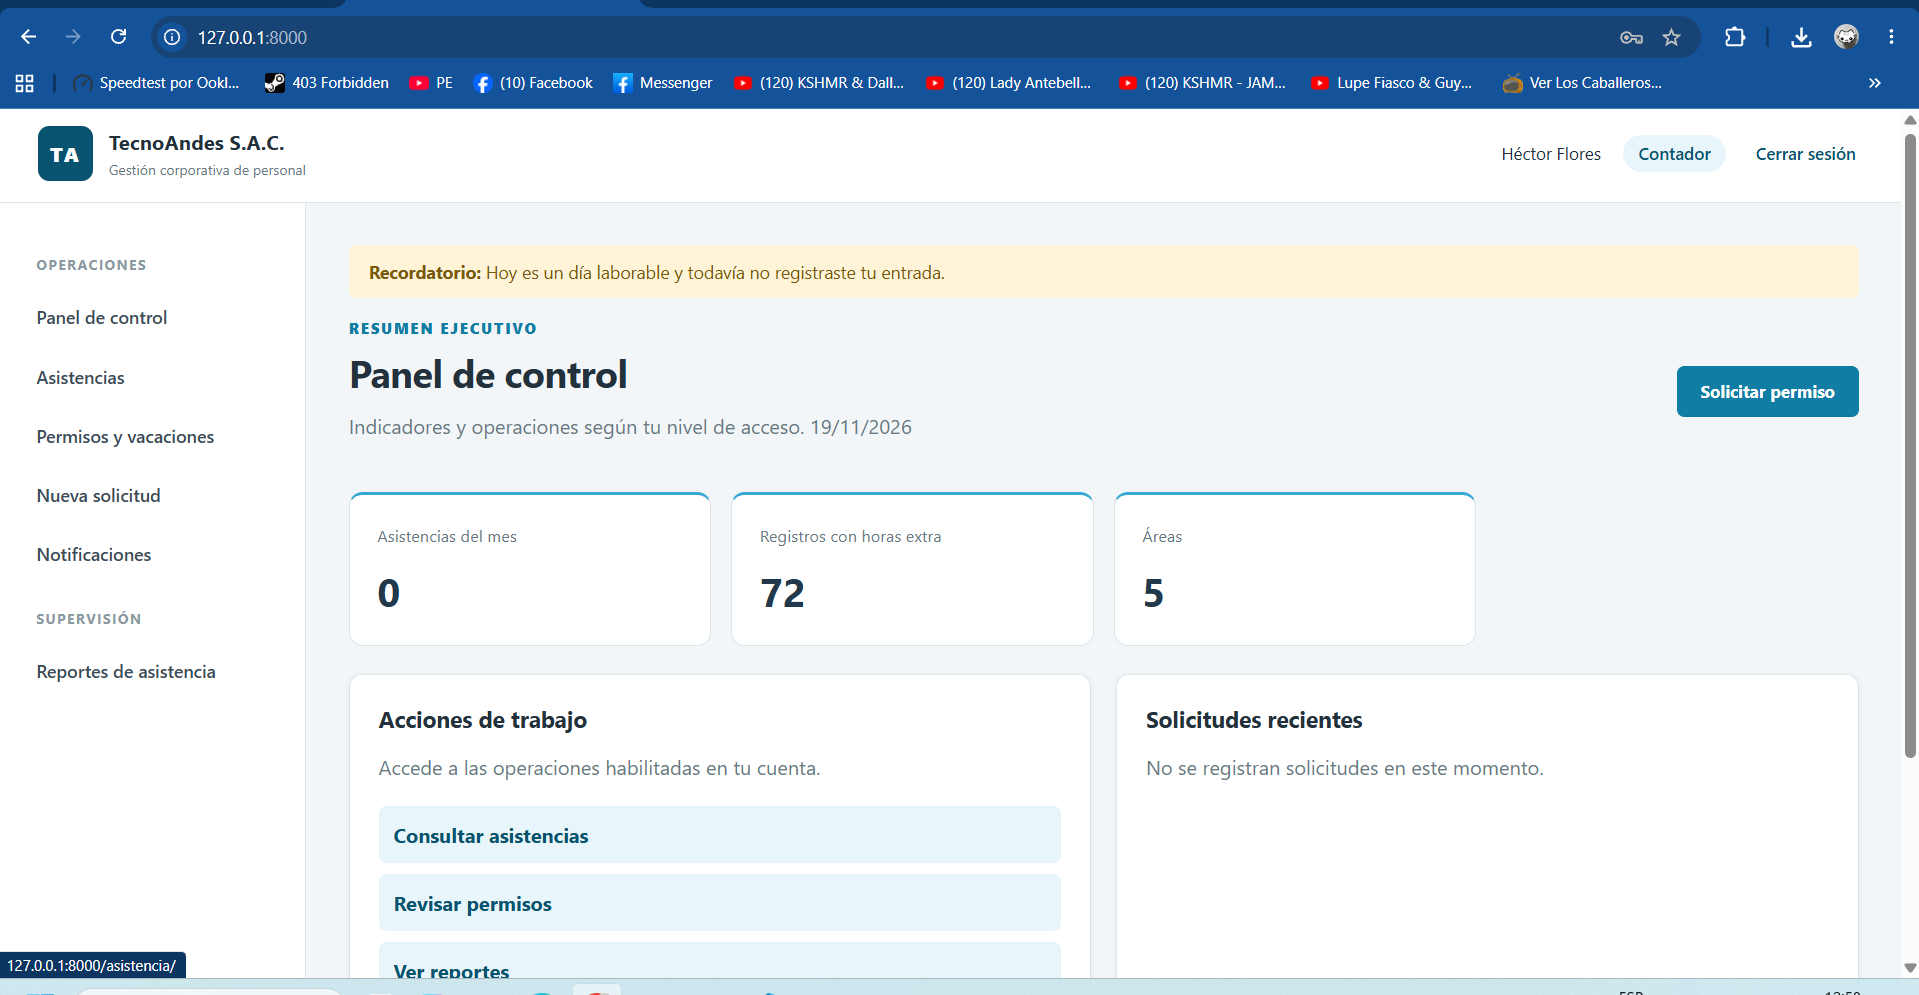 127.0.0.1:8000
Speedtest por Ookl...
403 Forbidden
PE
(10) Facebook
Messenger
(120) KSHMR & Dall...
(120) Lady Antebell...
(120) KSHMR - JAM...
Lupe Fiasco & Guy...
Ver Los Caballeros...
»
TA
TecnoAndes S.A.C.
Gestión corporativa de personal
Héctor Flores
Contador
Cerrar sesión
OPERACIONES
Panel de control
Asistencias
Permisos y vacaciones
Nueva solicitud
Notificaciones
SUPERVISIÓN
Reportes de asistencia
Recordatorio: Hoy es un día laborable y todavía no registraste tu entrada.
RESUMEN EJECUTIVO
Panel de control
Indicadores y operaciones según tu nivel de acceso. 19/11/2026
Solicitar permiso
Asistencias del mes
0
Registros con horas extra
72
Áreas
5
Acciones de trabajo
Accede a las operaciones habilitadas en tu cuenta.
Consultar asistencias
Revisar permisos
Ver reportes
Solicitudes recientes
No se registran solicitudes en este momento.
127.0.0.1:8000/asistencia/